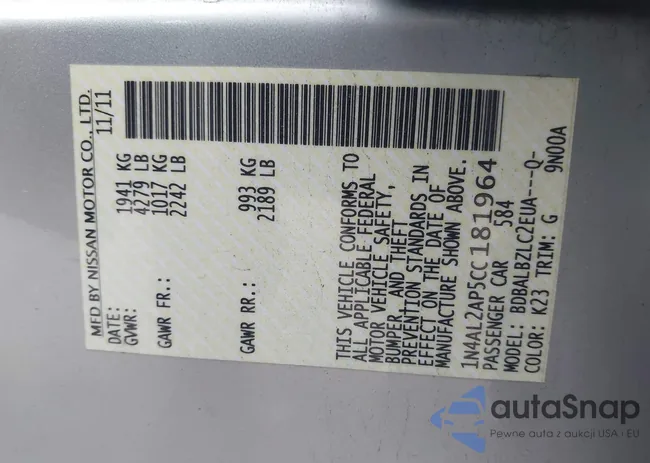 MFD BY NISSAN MOTOR CO., LTD.
DATE: 11/11
GVWR: 1941 KG
4279 LB
GAWR FR.: 1017 KG
2242 LB
GAWR RR.: 993 KG
2189 LB
THIS VEHICLE CONFORMS TO
ALL APPLICABLE FEDERAL
MOTOR VEHICLE SAFETY,
BUMPER, AND THEFT
PREVENTION STANDARDS IN
EFFECT ON THE DATE OF
MANUFACTURE SHOWN ABOVE.
1N4AL2AP5CC181964
PASSENGER CAR 584
MODEL: BDBALBZLC2EUA---Q-
COLOR: K23 TRIM: G 9N00A
autaSnap
Pewne auta z aukcji USA i EU